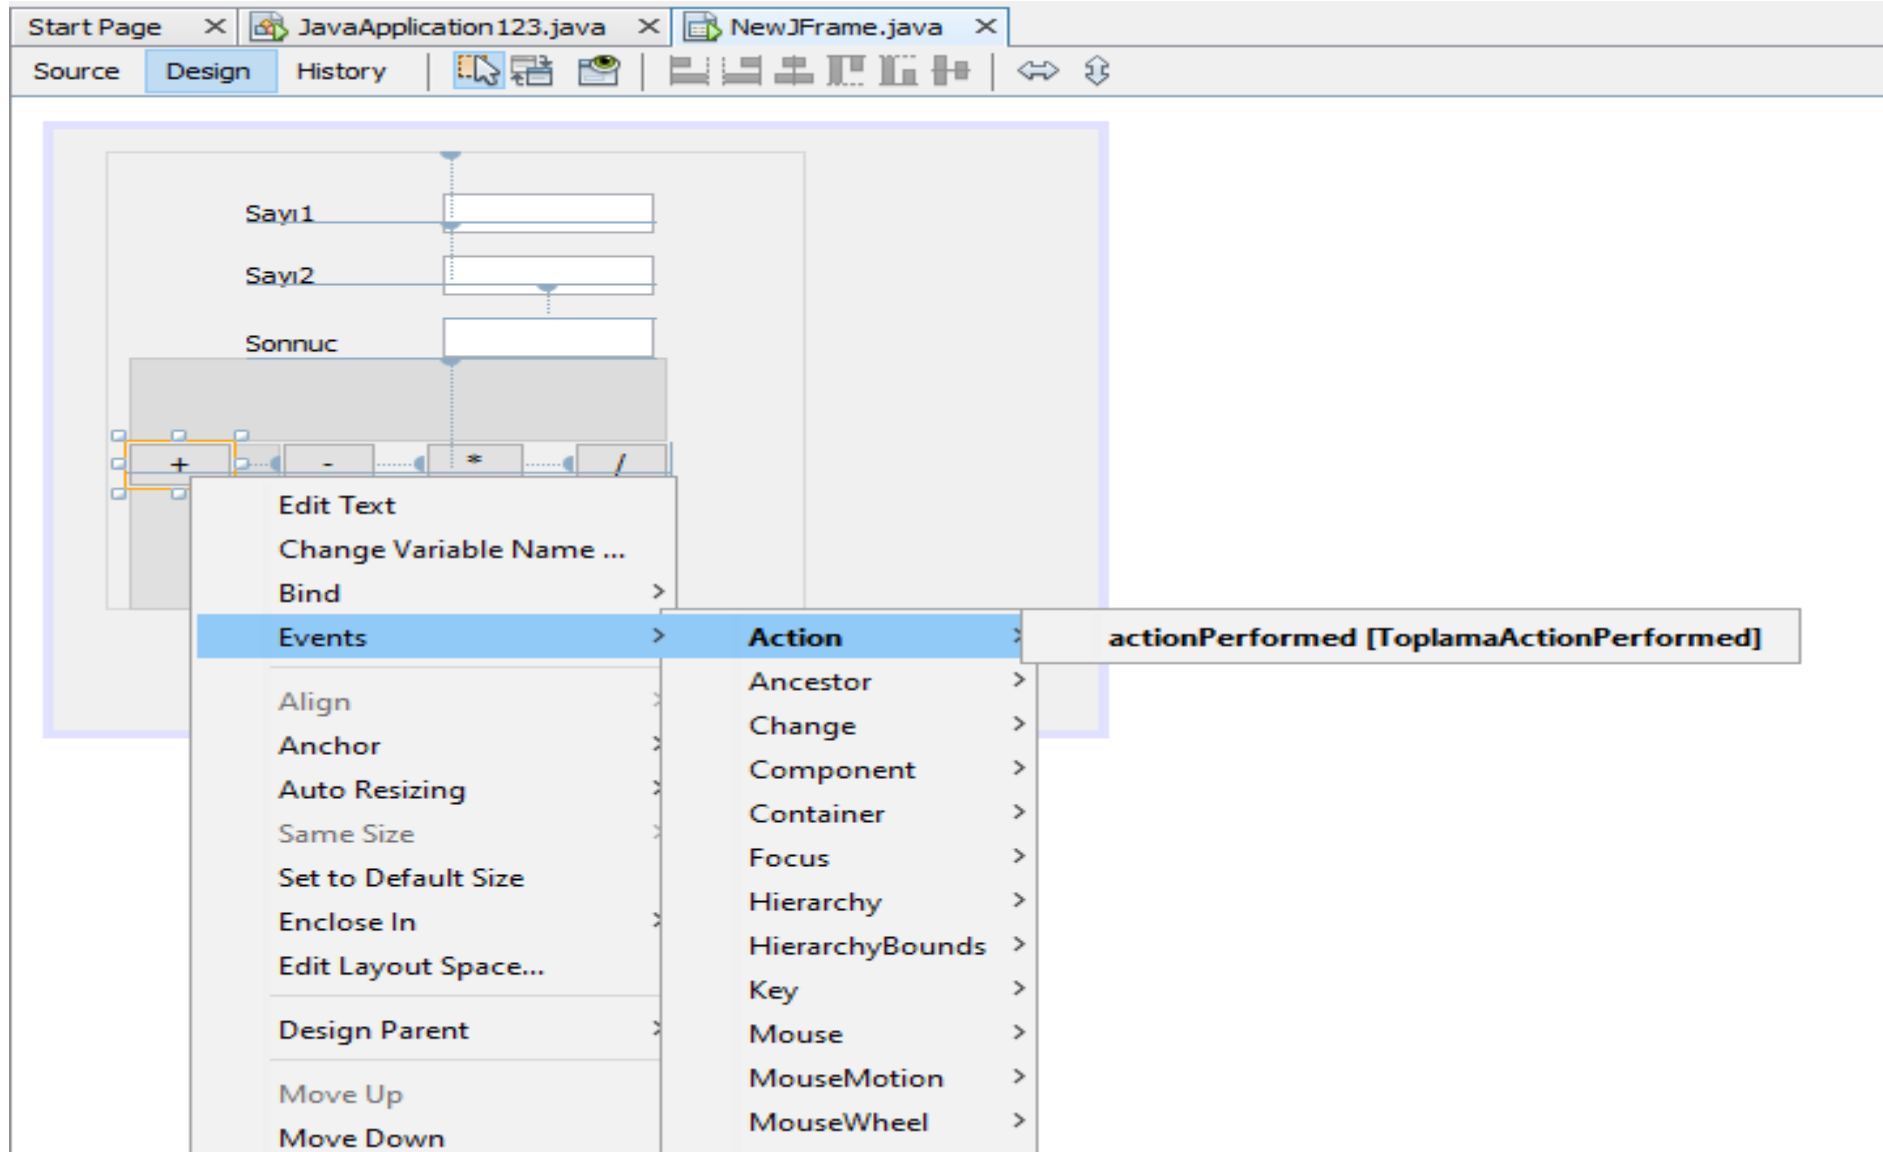 Start Page JavaApplication123.java NewJFrame.java
Source Design History
Sayı1
Sayı2
Sonnuc
+ - * /
Edit Text
Change Variable Name ...
Bind
Events
Align
Anchor
Auto Resizing
Same Size
Set to Default Size
Enclose In
Edit Layout Space...
Design Parent
Move Up
Move Down
Action
Ancestor
Change
Component
Container
Focus
Hierarchy
HierarchyBounds
Key
Mouse
MouseMotion
MouseWheel
actionPerformed [ToplamaActionPerformed]